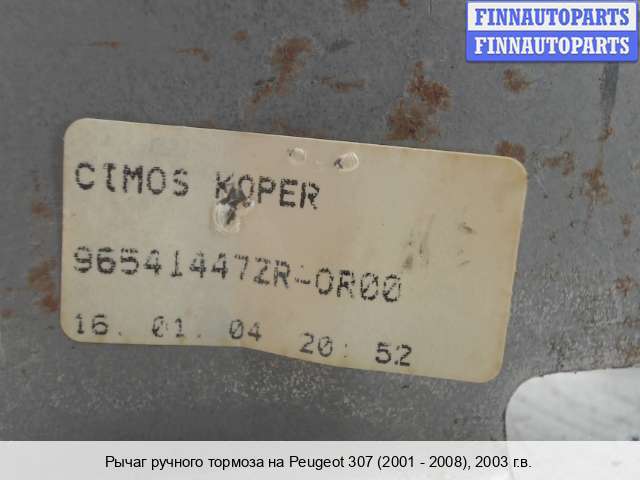 FINNAUTOPARTS
FINNAUTOPARTS
CIMOS KOPER
965414477ZR-0R00
16. 01. 04 20: 52
Рычаг ручного тормоза на Peugeot 307 (2001 - 2008), 2003 г.в.